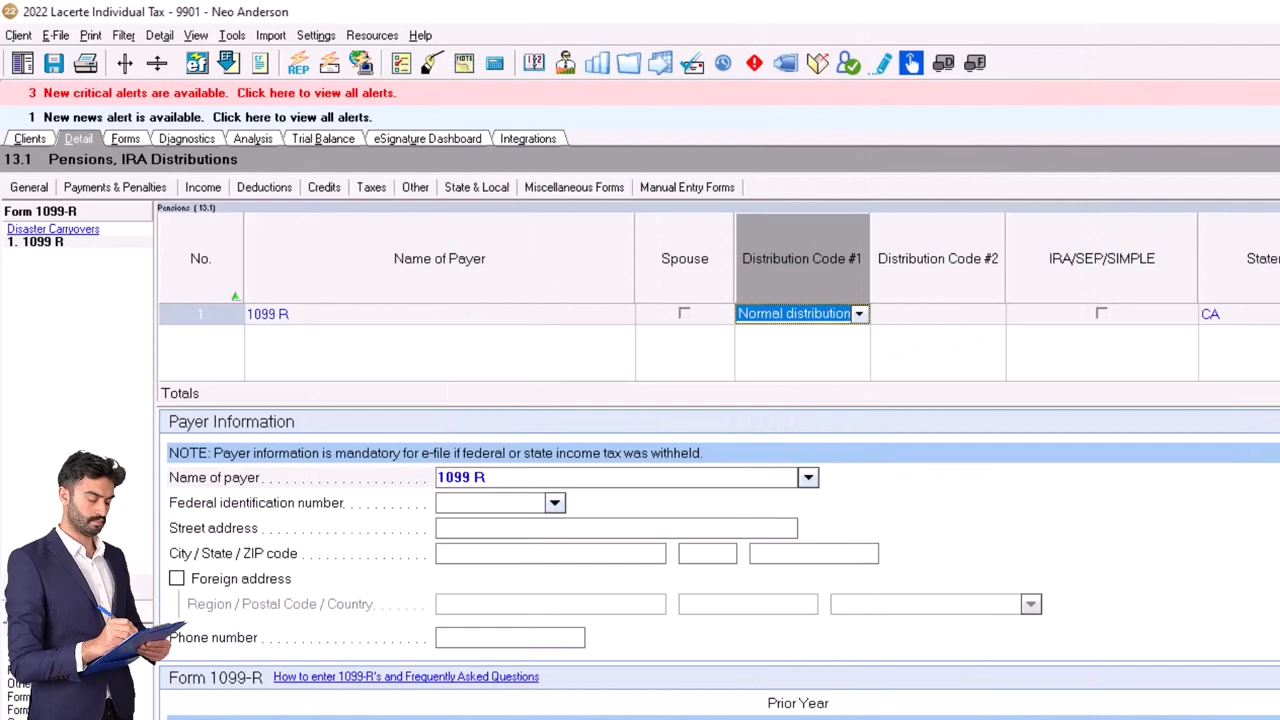 22 2022 Lacerte Individual Tax - 9901 - Neo Anderson
Client E-File Print Filter Detail View Tools Import Settings Resources Help
3 New critical alerts are available. Click here to view all alerts.
1 New news alert is available. Click here to view all alerts.
Clients Detail Forms Diagnostics Analysis Trial Balance eSignature Dashboard Integrations
13.1 Pensions, IRA Distributions
General Payments & Penalties Income Deductions Credits Taxes Other State & Local Miscellaneous Forms Manual Entry Forms
Form 1099-R
Disaster Carryovers
1. 1099 R
Pensions (13.1)
No. Name of Payer Spouse Distribution Code #1 Distribution Code #2 IRA/SEP/SIMPLE State
1 1099 R Normal distribution CA
Totals
Payer Information
NOTE: Payer information is mandatory for e-file if federal or state income tax was withheld.
Name of payer 1099 R
Federal identification number
Street address
City / State / ZIP code
Foreign address
Region / Postal Code / Country
Phone number
Form 1099-R How to enter 1099-R's and Frequently Asked Questions
Prior Year